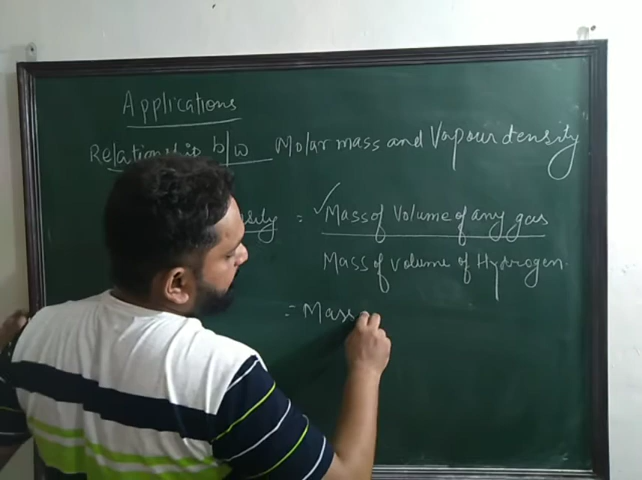 Applications
Relationship b/w Molar mass and Vapour density
= ✓Mass of Volume of any gas
Mass of volume of Hydrogen.
= Mass